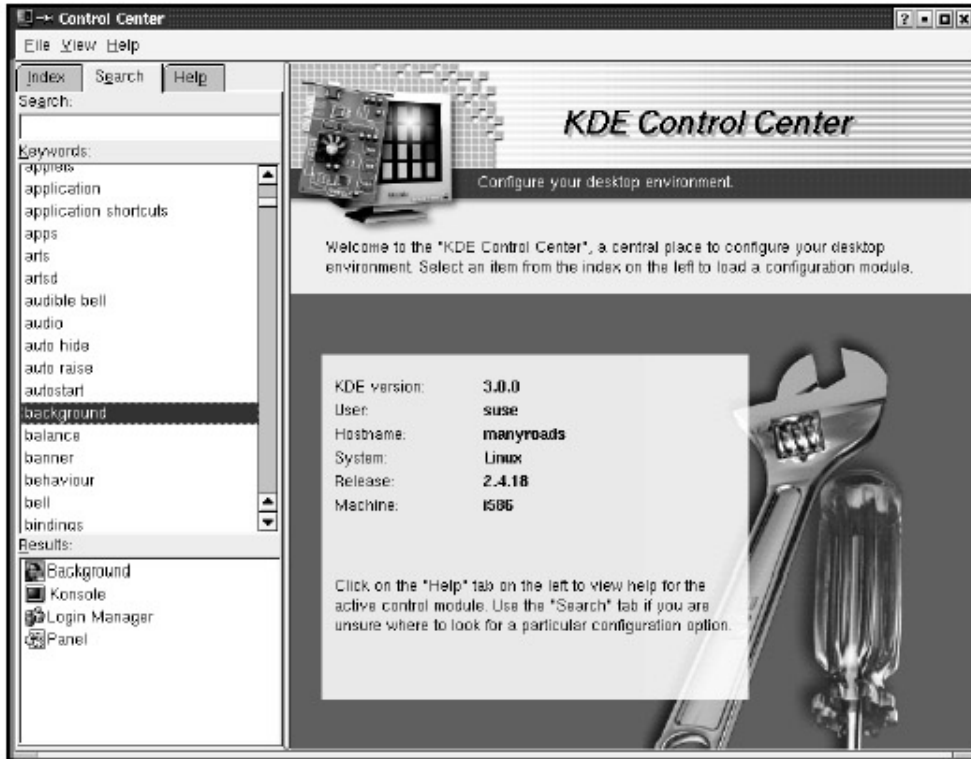 Control Center
File View Help
Index Search Help
Search:
Keywords:
applets
application
application shortcuts
apps
arts
artsd
audible bell
audio
auto hide
auto raise
autostart
background
balance
banner
behaviour
bell
bindings
Results:
Background
Konsole
Login Manager
Panel
KDE Control Center
Configure your desktop environment.
Welcome to the "KDE Control Center", a central place to configure your desktop
environment. Select an item from the index on the left to load a configuration module.
KDE version: 3.0.0
User: suse
Hostname: manyroads
System: Linux
Release: 2.4.18
Machine: i586
Click on the "Help" tab on the left to view help for the
active control module. Use the "Search" tab if you are
unsure where to look for a particular configuration option.